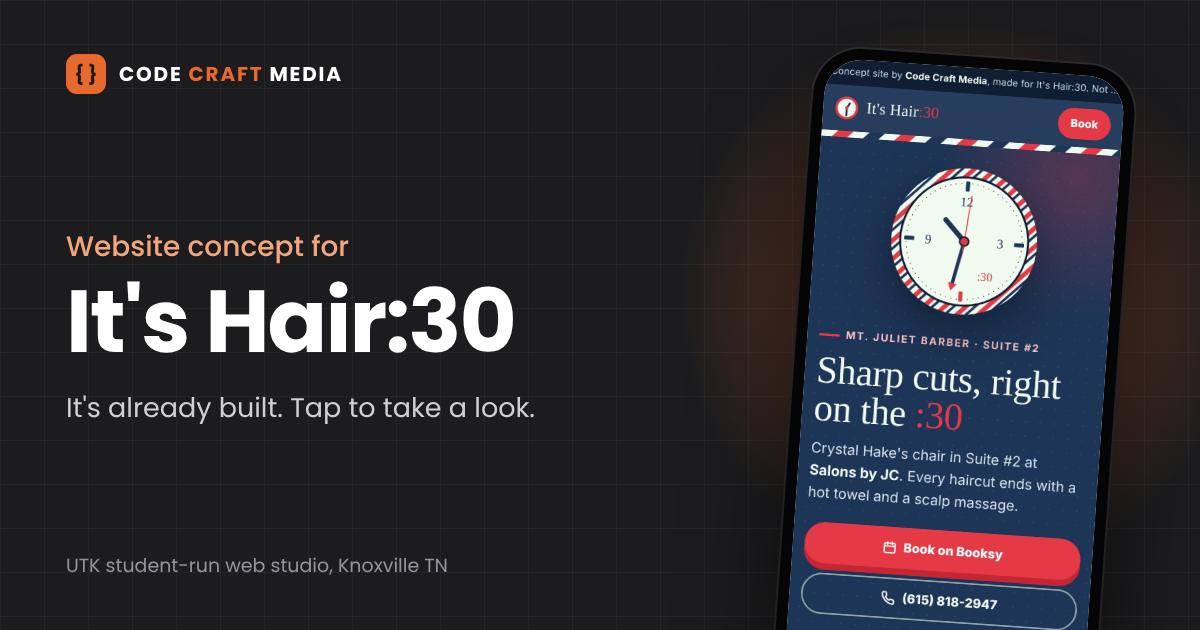 { } CODE CRAFT MEDIA
Website concept for
It's Hair:30
It's already built. Tap to take a look.
UTK student-run web studio, Knoxville TN
Concept site by Code Craft Media, made for It's Hair:30. Not ...
It's Hair:30
Book
12
9
3
:30
MT. JULIET BARBER · SUITE #2
Sharp cuts, right
on the :30
Crystal Hake's chair in Suite #2 at
Salons by JC. Every haircut ends with a
hot towel and a scalp massage.
Book on Booksy
(615) 818-2947